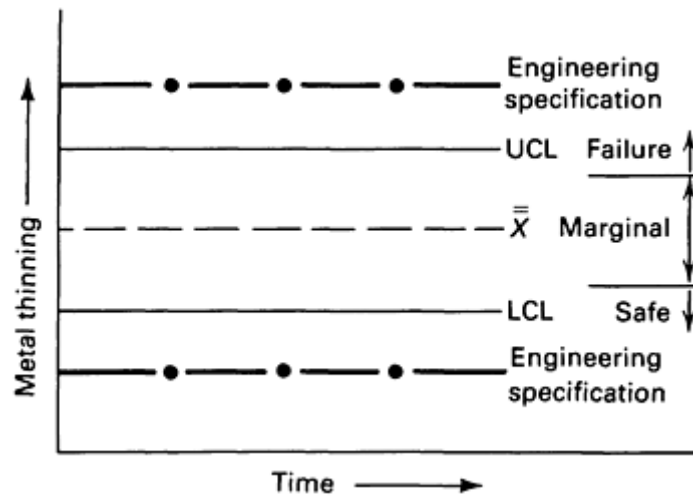 Engineering
specification
UCL Failure
X̿ Marginal
LCL Safe
Engineering
specification
Metal thinning
Time